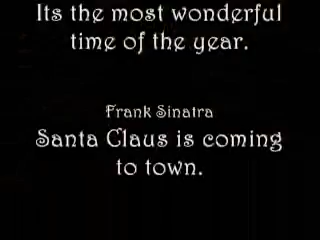 Its the most wonderful
time of the year.
Frank Sinatra
Santa Claus is coming
to town.